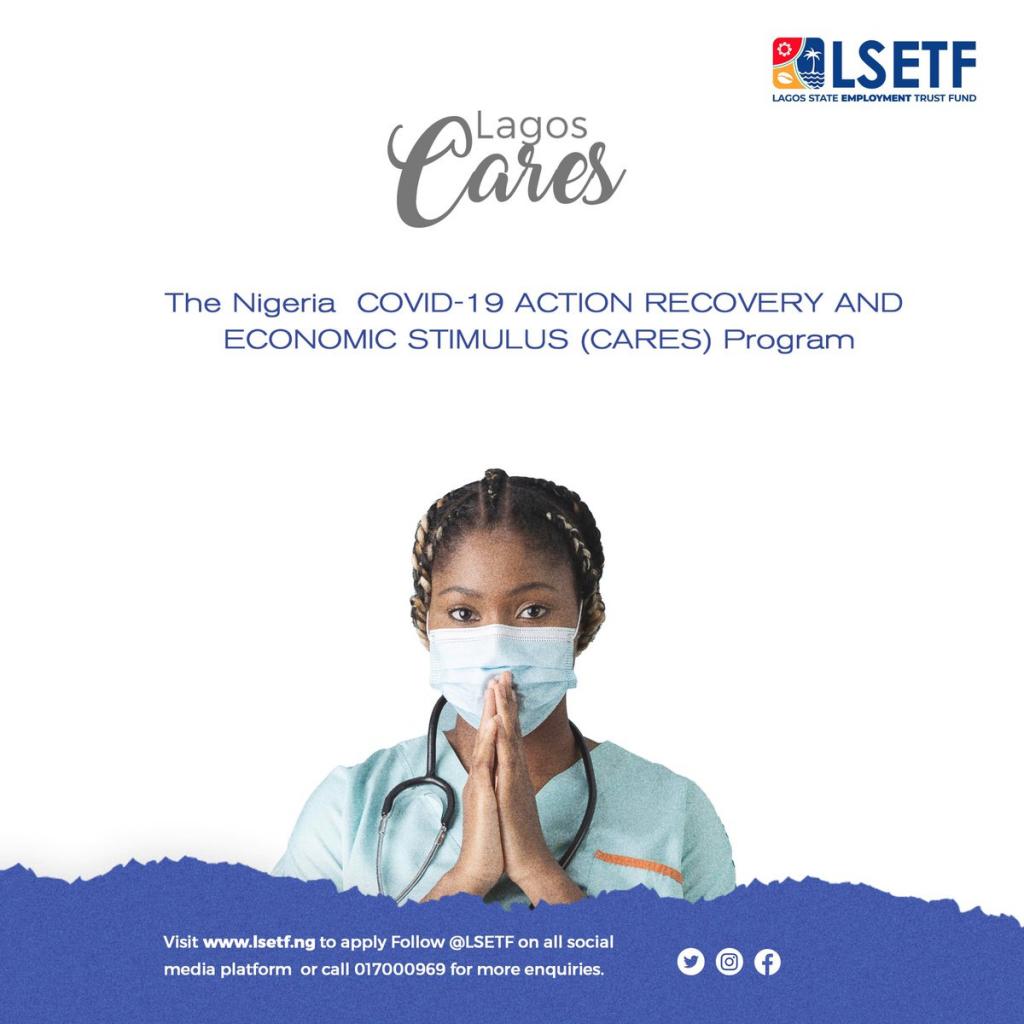 LSETF
LAGOS STATE EMPLOYMENT TRUST FUND
Lagos
Cares
The Nigeria  COVID-19 ACTION RECOVERY AND
ECONOMIC STIMULUS (CARES) Program
Visit www.lsetf.ng to apply Follow @LSETF on all social
media platform  or call 017000969 for more enquiries.